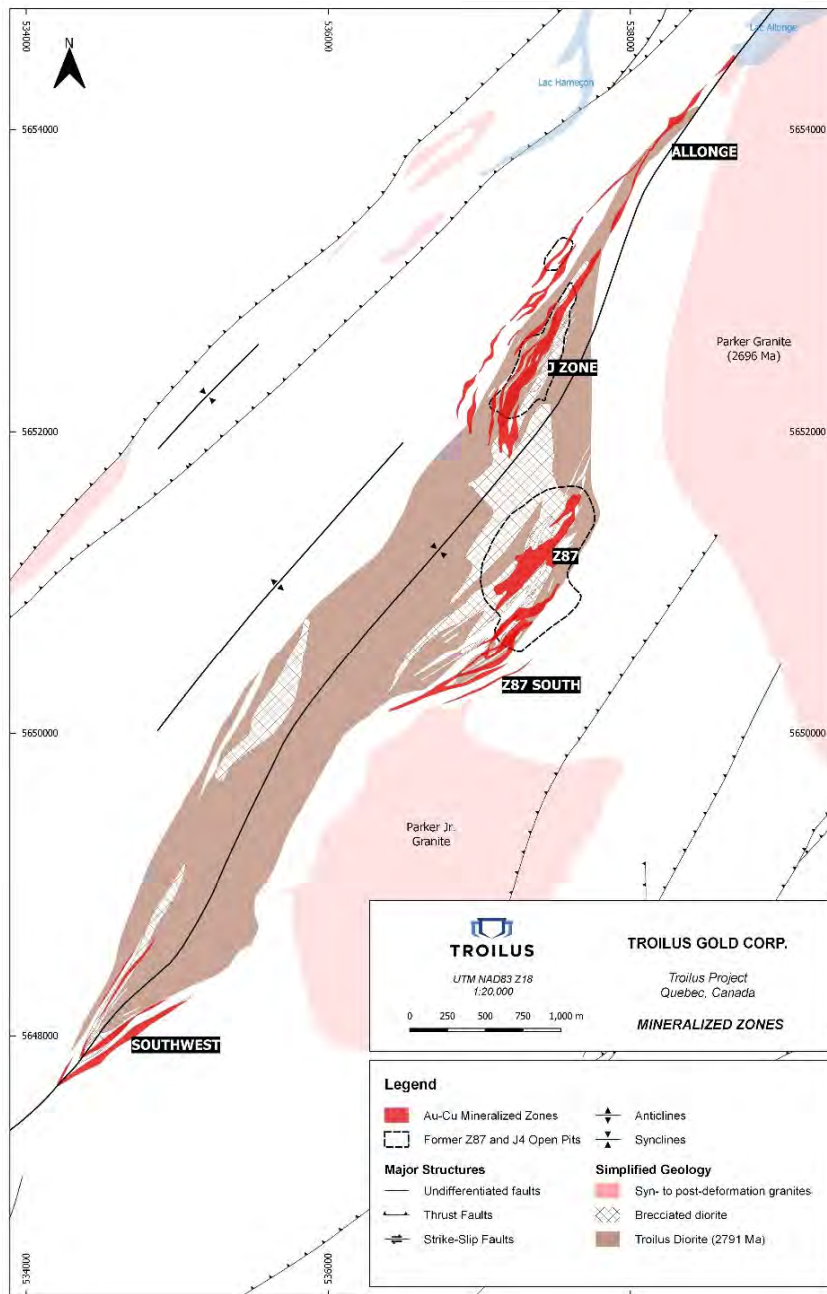 534000
536000
538000
N
Lac Allonge
Lac Hameçon
5654000
5654000
ALLONGE
Parker Granite
(2696 Ma)
J ZONE
5652000
5652000
Z87
Z87 SOUTH
5650000
5650000
Parker Jr.
Granite
TROILUS
UTM NAD83 Z18
1:20,000
0 250 500 750 1,000 m
TROILUS GOLD CORP.
Troilus Project
Quebec, Canada
MINERALIZED ZONES
5648000
SOUTHWEST
Legend
Au-Cu Mineralized Zones
Former Z87 and J4 Open Pits
Anticlines
Synclines
Major Structures
Undifferentiated faults
Thrust Faults
Strike-Slip Faults
Simplified Geology
Syn- to post-deformation granites
Brecciated diorite
Troilus Diorite (2791 Ma)
534000
536000